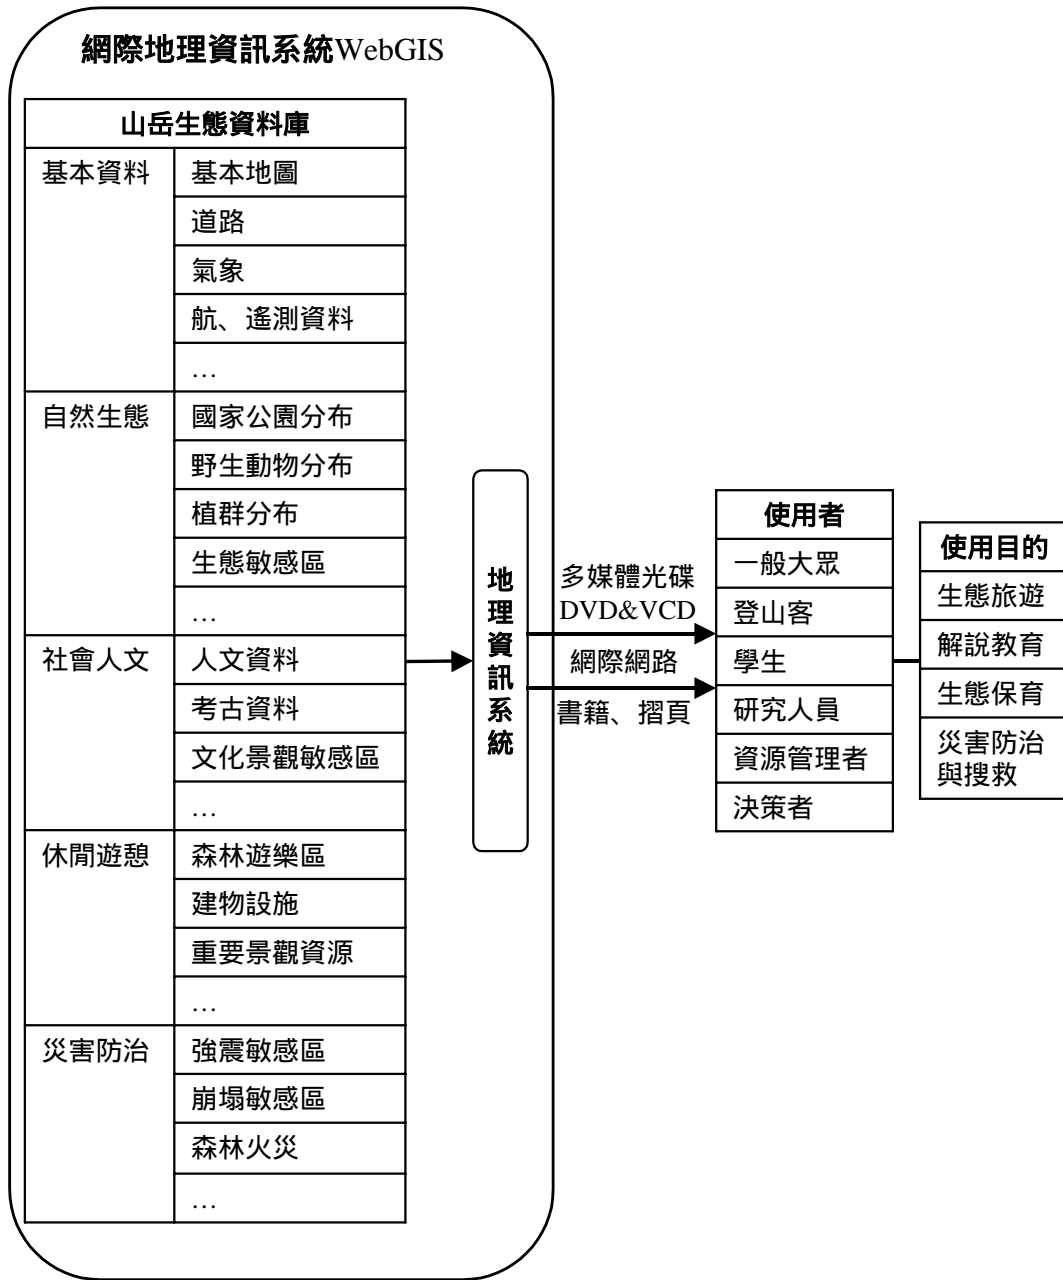 網際地理資訊系統WebGIS
山岳生態資料庫
基本資料
基本地圖
道路
氣象
航、遙測資料
…
自然生態
國家公園分布
野生動物分布
植群分布
生態敏感區
…
社會人文
人文資料
考古資料
文化景觀敏感區
…
休閒遊憩
森林遊樂區
建物設施
重要景觀資源
…
災害防治
強震敏感區
崩塌敏感區
森林火災
…
地
理
資
訊
系
統
多媒體光碟
DVD&VCD
網際網路
書籍、摺頁
使用者
一般大眾
登山客
學生
研究人員
資源管理者
決策者
使用目的
生態旅遊
解說教育
生態保育
災害防治
與搜救